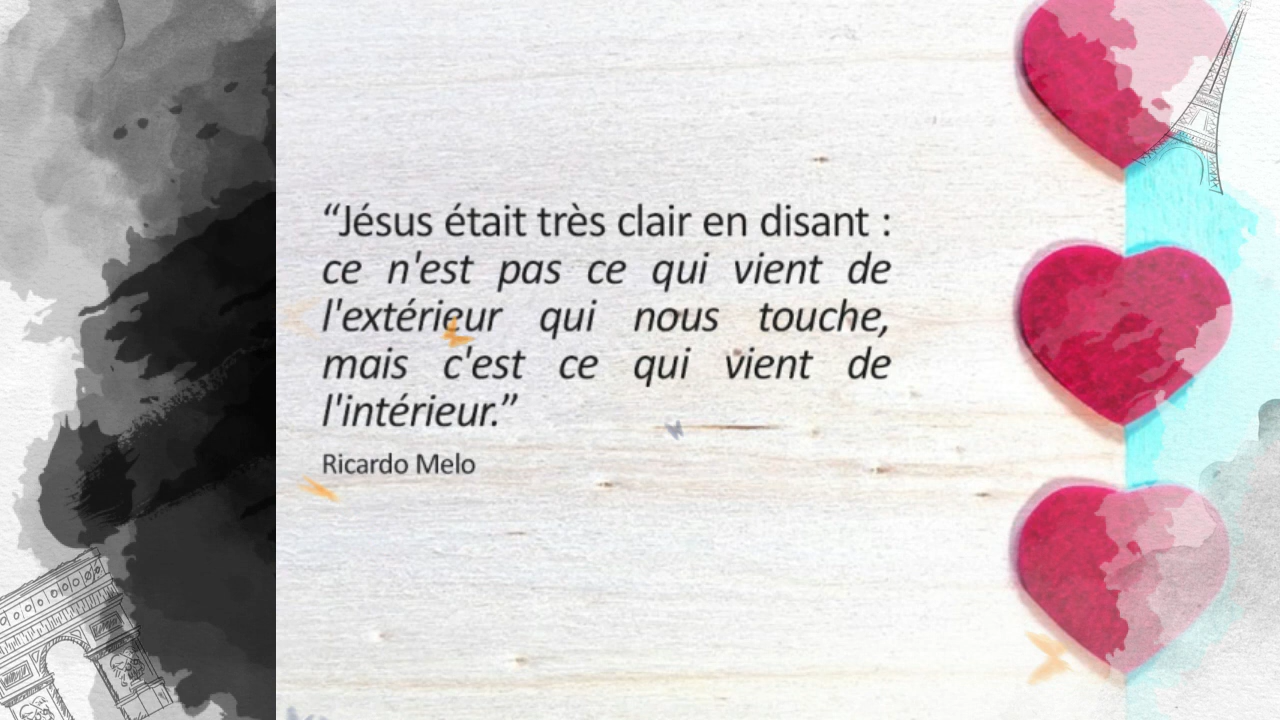 “Jésus était très clair en disant :
ce n'est pas ce qui vient de
l'extérieur qui nous touche,
mais c'est ce qui vient de
l'intérieur.”
Ricardo Melo